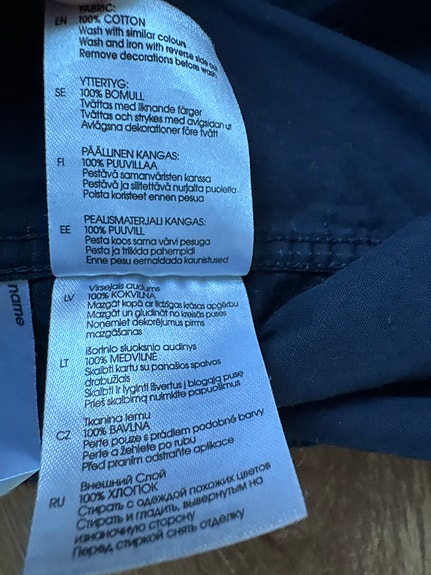 FABRIC:
EN 100% COTTON
Wash with similar colours
Wash and iron with reverse side out
Remove decorations before wash
YTTERTYG:
SE 100% BOMULL
Tvättas med liknande färger
Tvättas och strykes med avigsidan ut
Avlägsna dekorationer före tvätt
PÄÄLLINEN KANGAS:
FI 100% PUUVILLAA
Pestävä samanväristen kanssa
Pestävä ja silitettävä nurjalta puolelta
Poista koristeet ennen pesua
PEALISMATERJALI KANGAS:
EE 100% PUUVILL
Pesta koos sama värvi pesuga
Pesta ja triikida pahempidi
Enne pesu eemaldada kaunistused
Virsējais audums
LV 100% KOKVILNA
Mazgāt kopā ar līdzīgas krāsas apģērbu
Mazgāt un gludināt no kreisās puses
Noņemiet dekorējumus pirms
mazgāšanas
Išorinio sluoksnio audinys
LT 100% MEDVILNĖ
Skalbti kartu su panašios spalvos
drabužiais
Skalbti ir lyginti išvertus į blogają pusę
Prieš skalbimą nuimkite papuošimus
Tkanina lemu
CZ 100% BAVLNA
Perte pouze s prádlem podobné barvy
Perte a žehlete po rubu
Před praním odstraňte aplikace
Внешний Слой
RU 100% ХЛОПОК
Стирать с одеждой похожих цветов
Стирать и гладить, вывернутым на
изнаночную сторону
Перед стиркой снять отделку
name